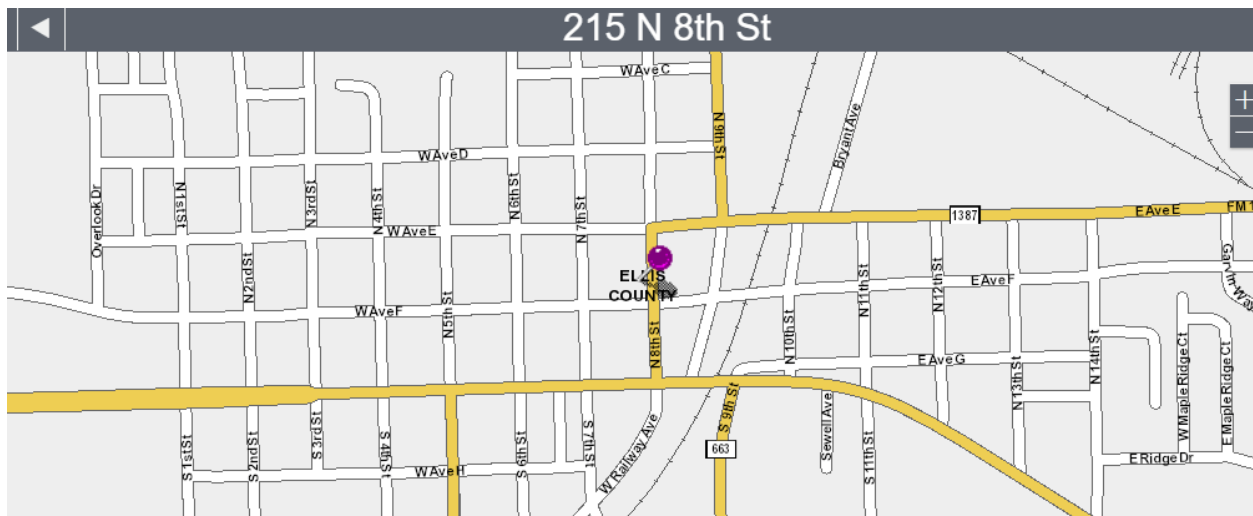 215 N 8th St
W Ave C
N 9th St
Bryant Ave
W Ave D
Overlook Dr
N 1st St
N 2nd St
N 3rd St
N 4th St
N 5th St
N 6th St
N 7th St
W Ave E
1387
E Ave E
FM 1
ELLIS
COUNTY
W Ave F
E Ave F
N 8th St
N 10th St
N 11th St
N 12th St
E Ave G
N 13th St
N 14th St
W Maple Ridge Ct
E Maple Ridge Ct
S 1st St
S 2nd St
S 3rd St
S 4th St
S 6th St
S 7th St
W Ave H
W Railway Ave
S 9th St
663
Sewell Ave
S 11th St
E Ridge Dr